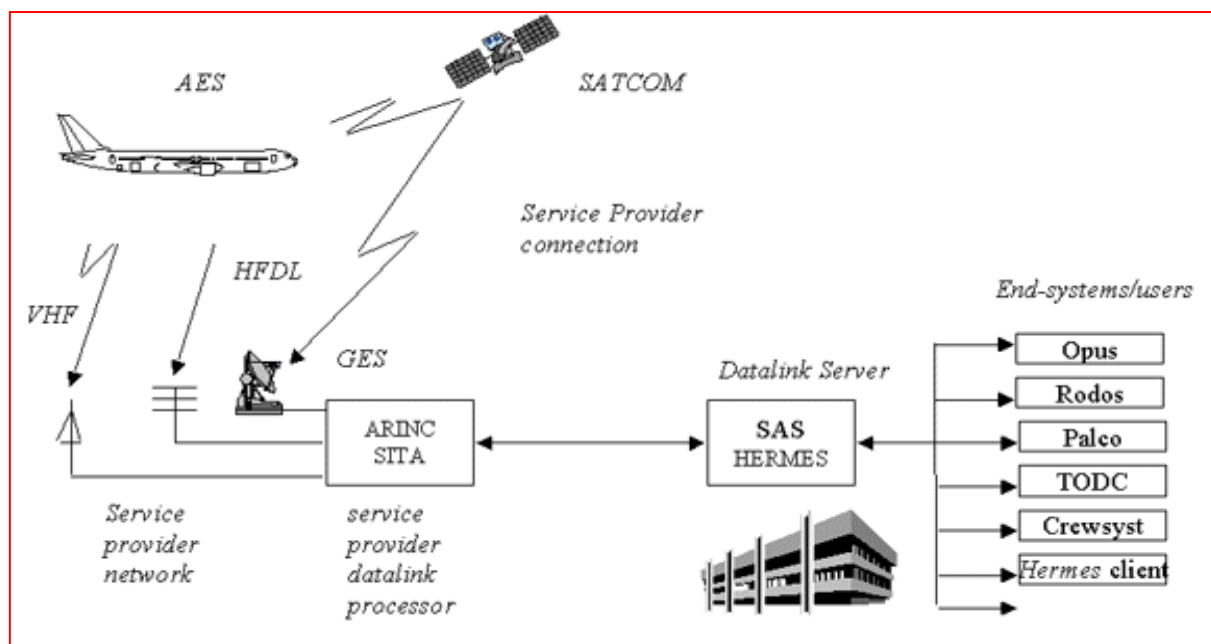 AES
SATCOM
Service Provider
connection
HFDL
VHF
GES
End-systems/users
Datalink Server
Opus
Rodos
Palco
TODC
Crewsyst
Hermes client
ARINC
SITA
SAS
HERMES
Service
provider
network
service
provider
datalink
processor